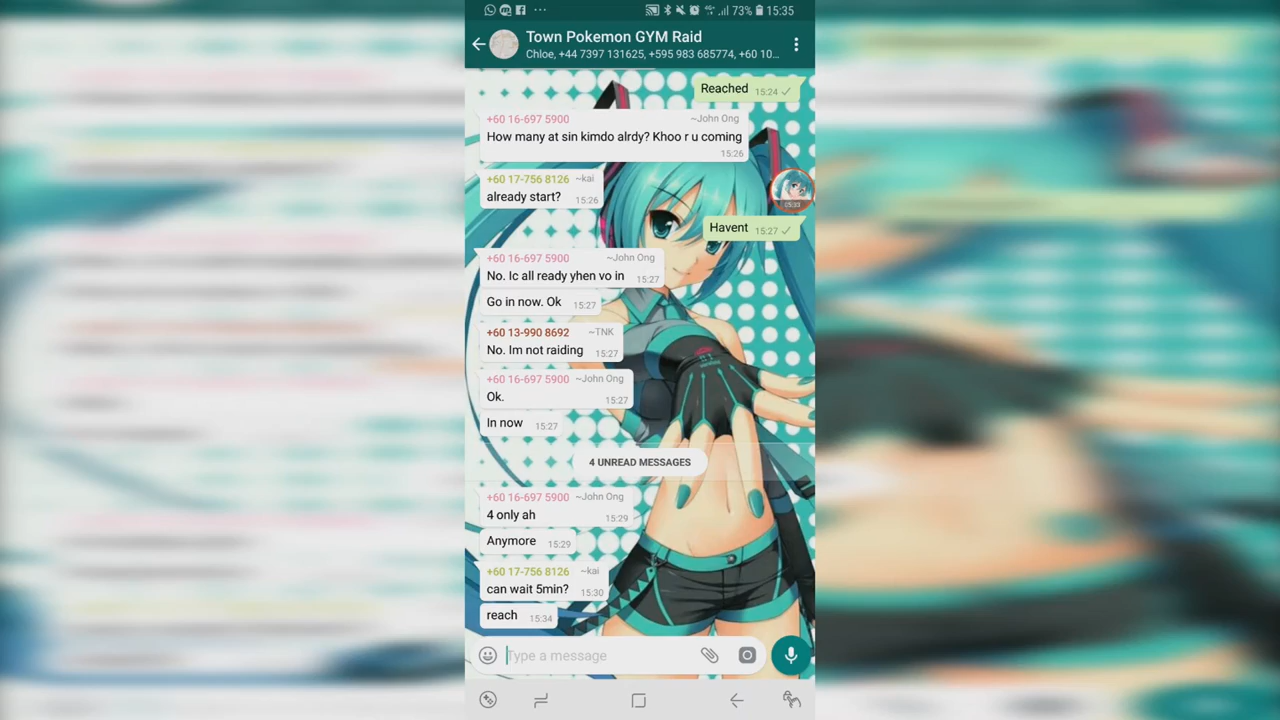 73% 15:35
Town Pokemon GYM Raid
Chloe, +44 7397 131625, +595 983 685774, +60 10...
Reached 15:24
+60 16-697 5900 ~John Ong
How many at sin kimdo alrdy? Khoo r u coming
15:26
+60 17-756 8126 ~kai
already start? 15:26
05:33
Havent 15:27
+60 16-697 5900 ~John Ong
No. Ic all ready yhen vo in 15:27
Go in now. Ok 15:27
+60 13-990 8692 ~TNK
No. Im not raiding 15:27
+60 16-697 5900 ~John Ong
Ok. 15:27
In now 15:27
4 UNREAD MESSAGES
+60 16-697 5900 ~John Ong
4 only ah 15:29
Anymore 15:29
+60 17-756 8126 ~kai
can wait 5min? 15:30
reach 15:34
Type a message